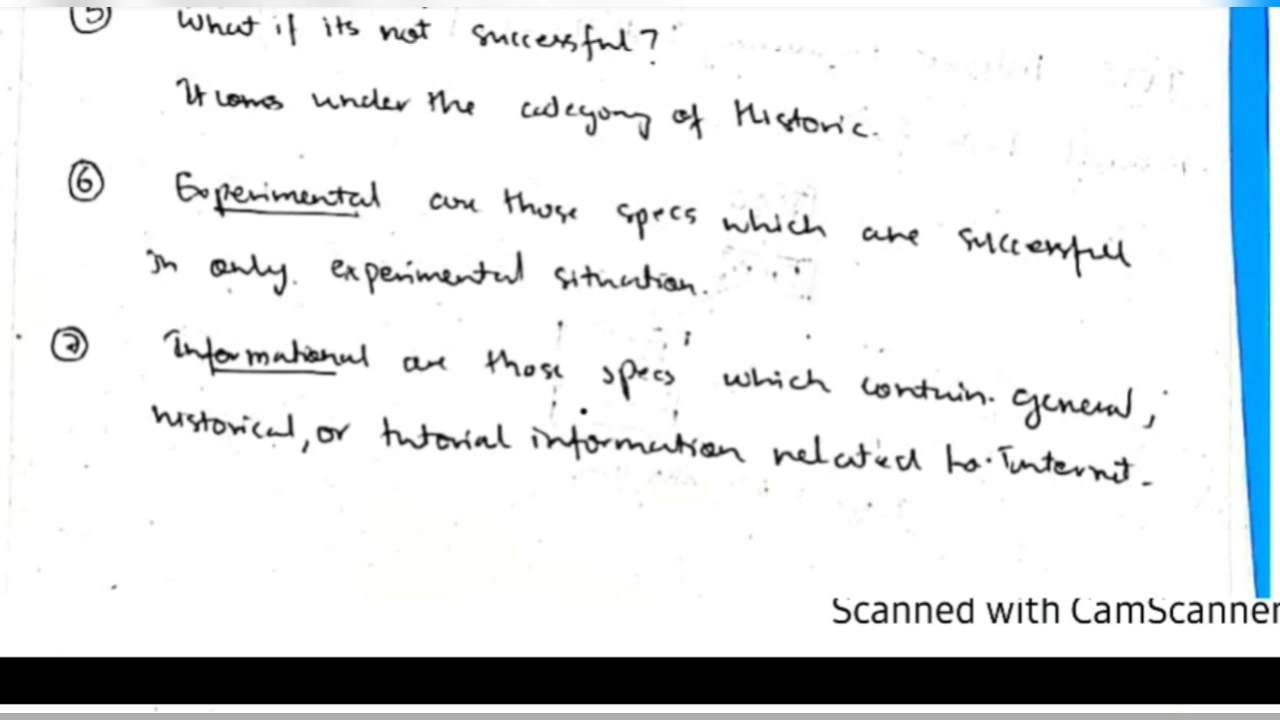 ⑤ What if its not successful?
It comes under the category of Historic.
⑥ Experimental are those specs which are successful
in only experimental situation.
⑦ Informational are those specs which contain general,
historical, or tutorial information related to Internet.
Scanned with CamScanner